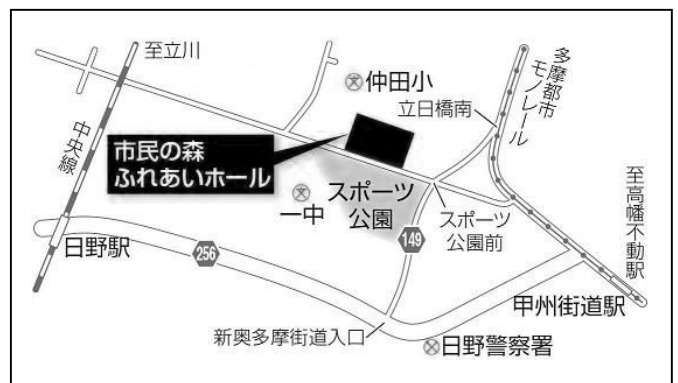 至立川
中央線
仲田小
立日橋南
多摩都市
モノレール
市民の森
ふれあいホール
至高幡不動駅
一中
スポーツ
公園
スポーツ
公園前
149
日野駅
256
甲州街道駅
新奥多摩街道入口
日野警察署